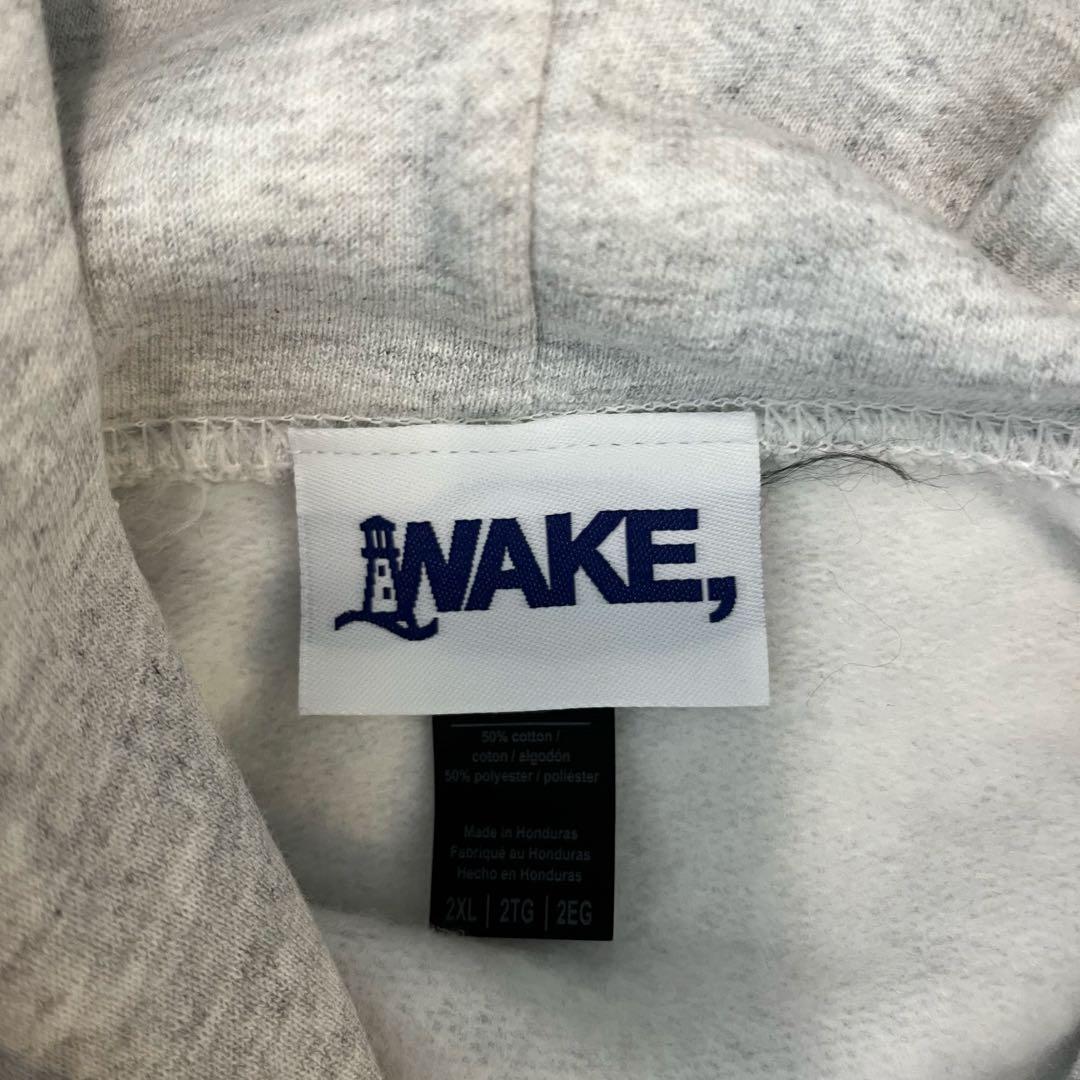 WAKE,
50% cotton /
coton / algodón
50% polyester / poliéster
Made in Honduras
Fabriqué au Honduras
Hecho en Honduras
2XL | 2TG | 2EG